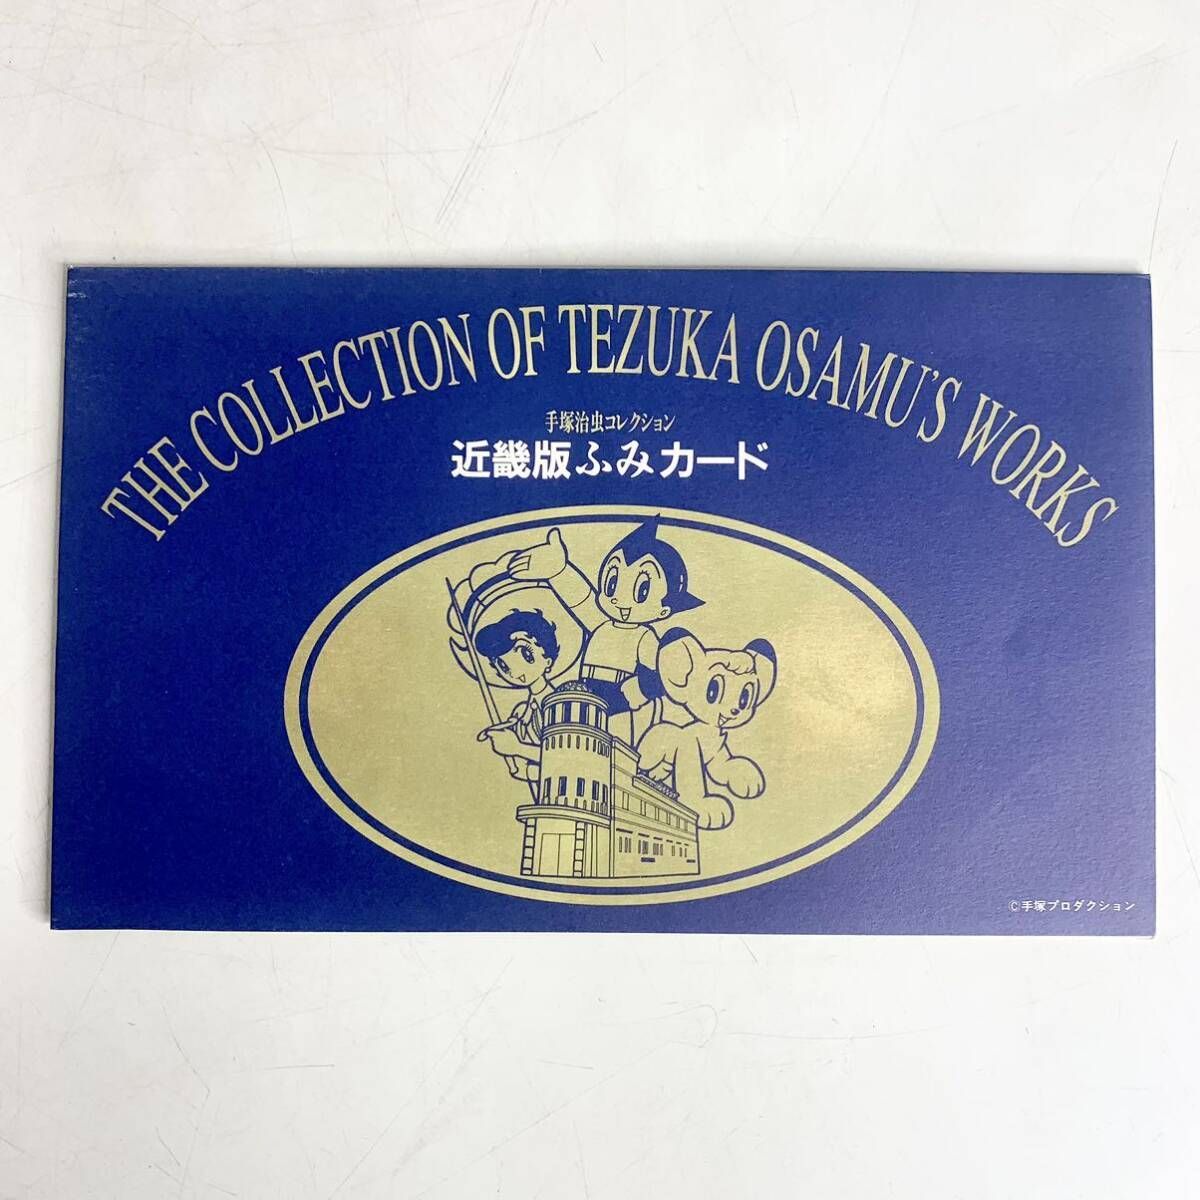 THE COLLECTION OF TEZUKA OSAMU'S WORKS
手塚治虫コレクション
近畿版ふみカード
©手塚プロダクション